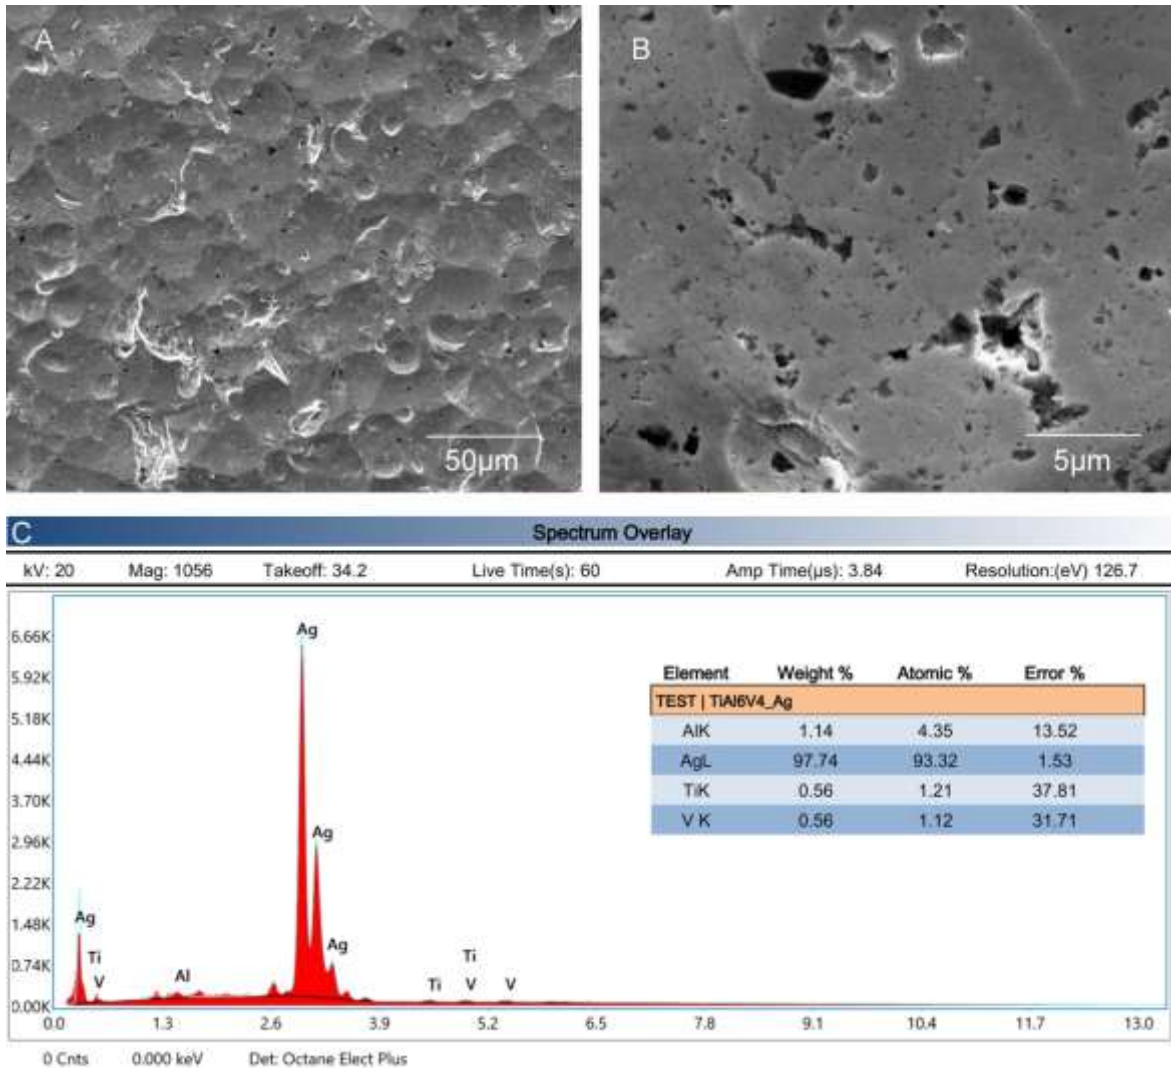 A
B
50µm
5µm
C
Spectrum Overlay
kV: 20 Mag: 1056 Takeoff: 34.2 Live Time(s): 60 Amp Time(µs): 3.84 Resolution:(eV) 126.7
6.66K
5.92K
5.18K
4.44K
3.70K
2.96K
2.22K
1.48K
0.74K
0.00K
Ag
Ag
Ag
Ag
Ti
V
Al
Ti
Ti
V
V
0.0 1.3 2.6 3.9 5.2 6.5 7.8 9.1 10.4 11.7 13.0
Element Weight % Atomic % Error %
TEST | TiAl6V4_Ag
AlK 1.14 4.35 13.52
AgL 97.74 93.32 1.53
TiK 0.56 1.21 37.81
V K 0.56 1.12 31.71
0 Cnts 0.000 keV Det: Octane Elect Plus